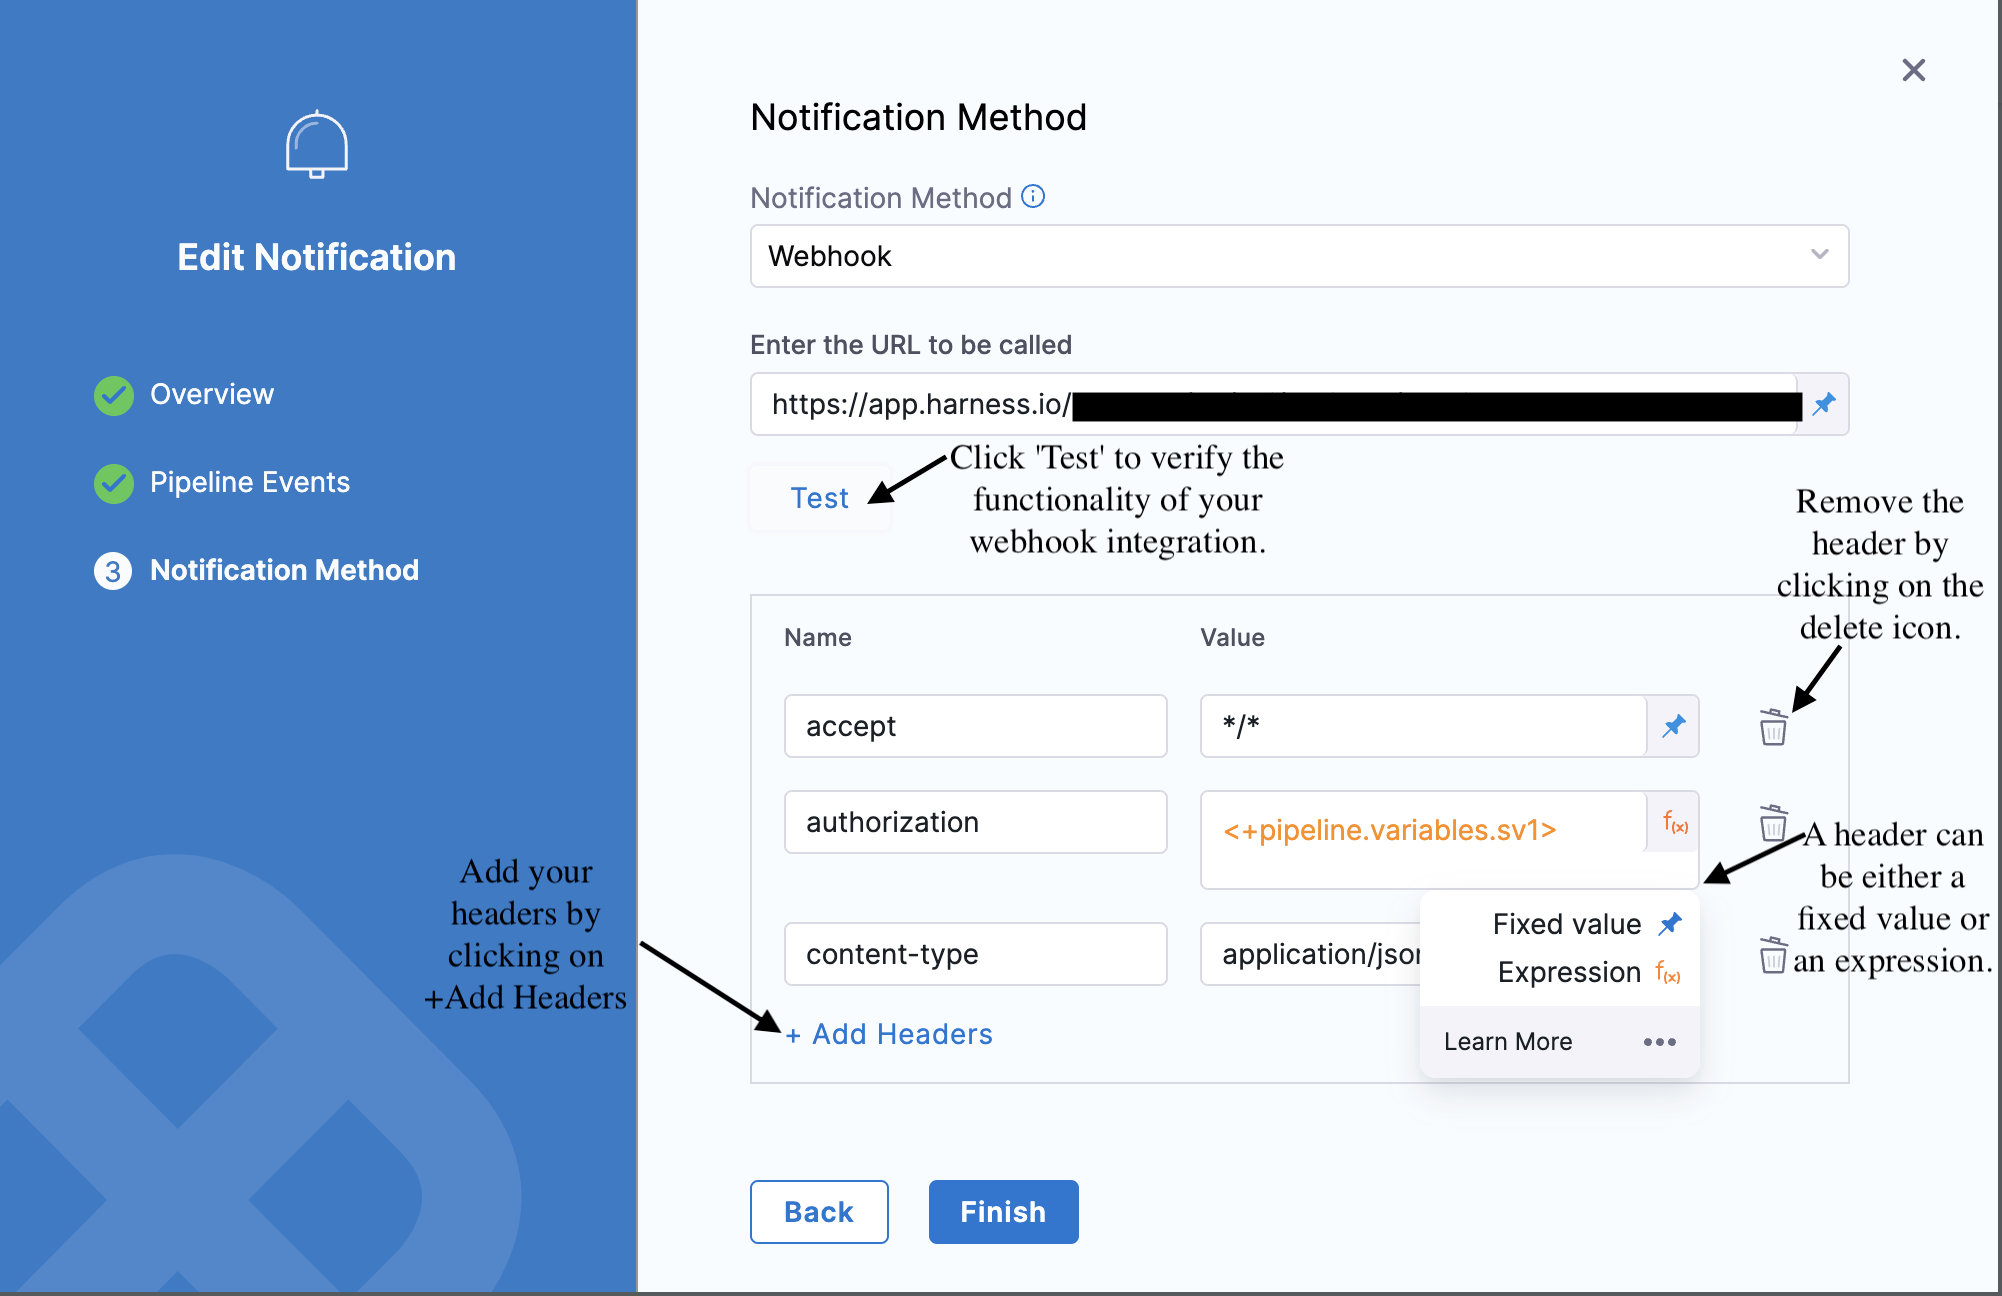 Edit Notification
Overview
Pipeline Events
3 Notification Method
Notification Method
Notification Method
Webhook
Enter the URL to be called
https://app.harness.io/
Test
Click 'Test' to verify the
functionality of your
webhook integration.
Remove the
header by
clicking on the
delete icon.
Name Value
accept */*
authorization <+pipeline.variables.sv1> f(x)
A header can
be either a
fixed value or
an expression.
content-type application/json
Fixed value
Expression f(x)
Learn More
Add your
headers by
clicking on
+Add Headers
+ Add Headers
Back Finish